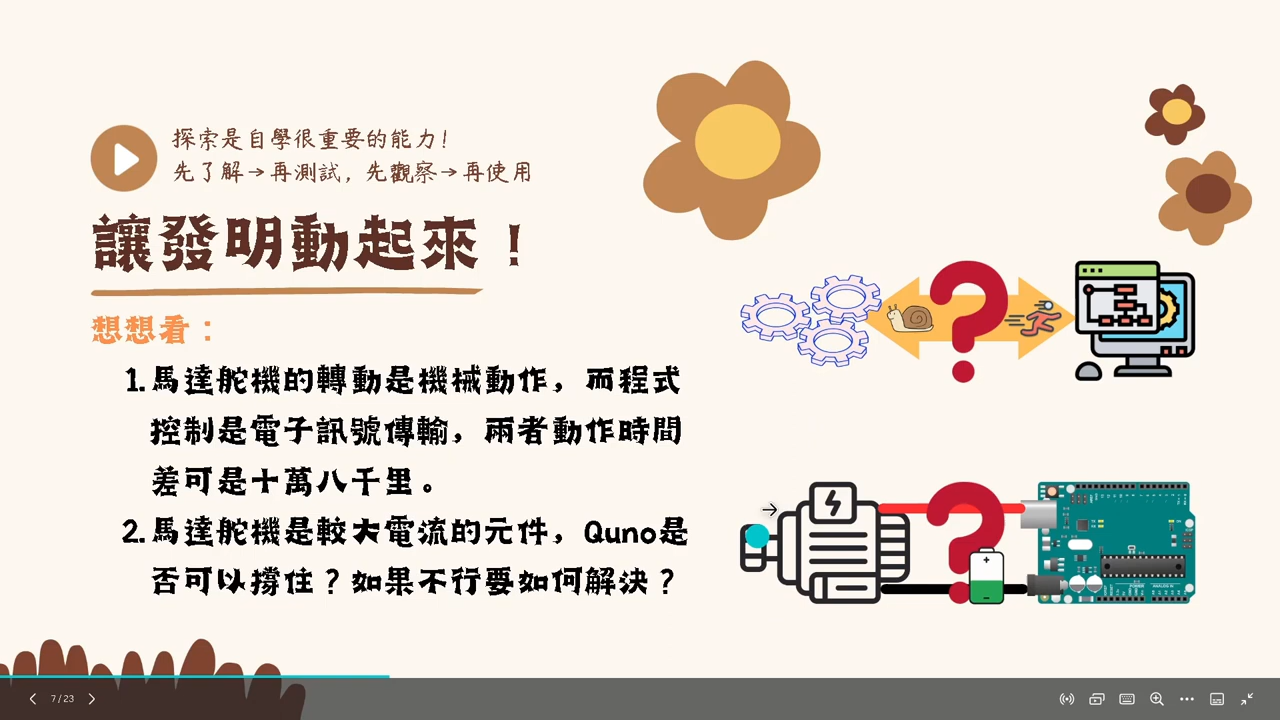 探索是自學很重要的能力！
先了解→再測試，先觀察→再使用
讓發明動起來！
想想看：
1. 馬達舵機的轉動是機械動作，而程式
控制是電子訊號傳輸，兩者動作時間
差可是十萬八千里。
2. 馬達舵機是較大電流的元件，Quno是
否可以撐住？如果不行要如何解決？
7 / 23